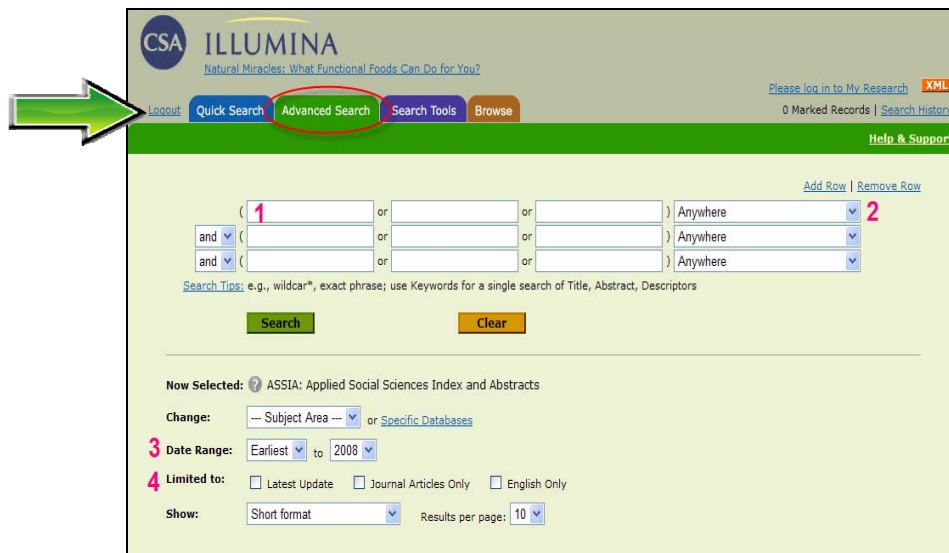 CSA ILLUMINA
Natural Miracles: What Functional Foods Can Do for You?
Please log in to My Research XML
Logout Quick Search Advanced Search Search Tools Browse 0 Marked Records | Search History
Help & Suppor
Add Row | Remove Row
( 1 or or ) Anywhere 2
and ( or or ) Anywhere
and ( or or ) Anywhere
Search Tips: e.g., wildcar*, exact phrase; use Keywords for a single search of Title, Abstract, Descriptors
Search Clear
Now Selected: ? ASSIA: Applied Social Sciences Index and Abstracts
Change: --- Subject Area --- or Specific Databases
3 Date Range: Earliest to 2008
4 Limited to: Latest Update Journal Articles Only English Only
Show: Short format Results per page: 10